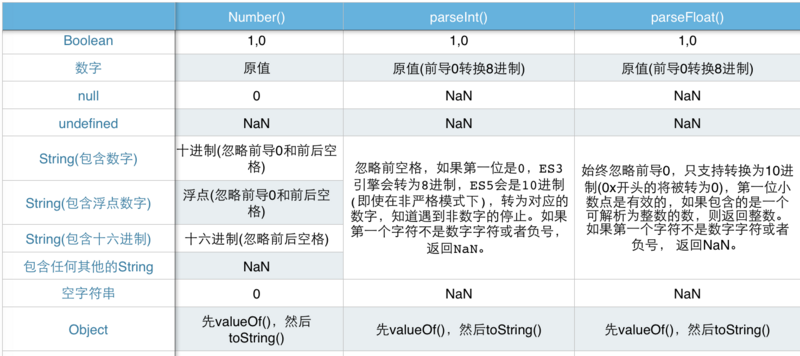 Number() parseInt() parseFloat()
Boolean 1,0 1,0 1,0
数字 原值 原值(前导0转换8进制) 原值(前导0转换8进制)
null 0 NaN NaN
undefined NaN NaN NaN
String(包含数字)
十进制(忽略前导0和前后空
格)
String(包含浮点数字)
浮点(忽略前导0和前后空
格)
String(包含十六进制)
十六进制(忽略前后空格)
包含任何其他的String
NaN
忽略前空格，如果第一位是0，ES3
引擎会转为8进制，ES5会是10进制
(即使在非严格模式下)，转为对应的
数字，知道遇到非数字的停止。如果
第一个字符不是数字字符或者负号，
返回NaN。
始终忽略前导0，只支持转换为10进
制(0x开头的将被转为0)，第一位小
数点是有效的，如果包含的是一个
可解析为整数的数，则返回整数。
如果第一个字符不是数字字符或者
负号， 返回NaN。
空字符串 0 NaN NaN
Object
先valueOf()，然后
toString()
先valueOf()，然后toString()
先valueOf()，然后toString()